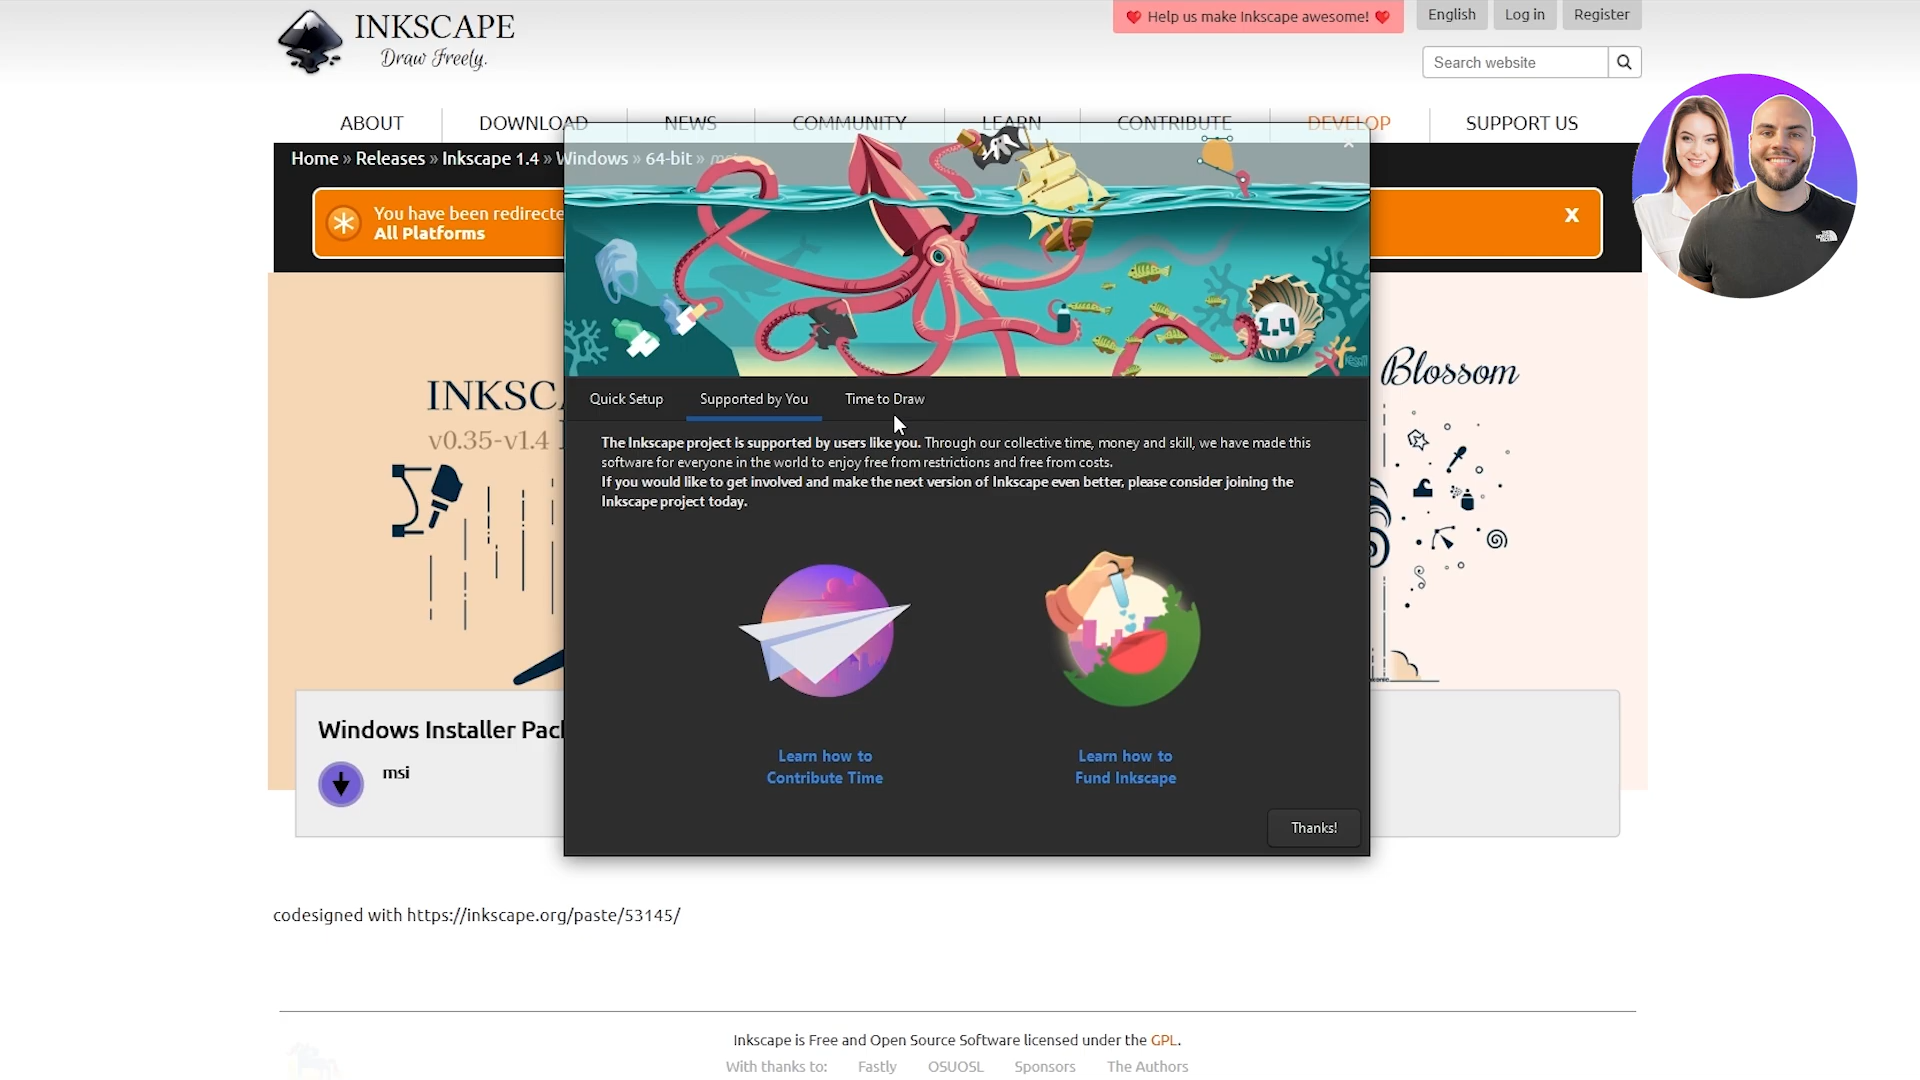 INKSCAPE
Draw Freely.
Help us make Inkscape awesome!
English
Log in
Register
Search website
ABOUT
DOWNLOAD
NEWS
COMMUNITY
LEARN
CONTRIBUTE
DEVELOP
SUPPORT US
Home » Releases » Inkscape 1.4 » Windows » 64-bit » msi
You have been redirecte
All Platforms
x
1.4
THE NORTH FACE
INKSC
v0.35-v1.4
Blossom
Quick Setup
Supported by You
Time to Draw
The Inkscape project is supported by users like you. Through our collective time, money and skill, we have made this
software for everyone in the world to enjoy free from restrictions and free from costs.
If you would like to get involved and make the next version of Inkscape even better, please consider joining the
Inkscape project today.
Learn how to
Contribute Time
Learn how to
Fund Inkscape
Thanks!
Windows Installer Pac
msi
codesigned with https://inkscape.org/paste/53145/
Inkscape is Free and Open Source Software licensed under the GPL.
With thanks to:
Fastly
OSUOSL
Sponsors
The Authors